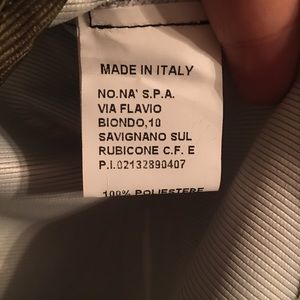 MADE IN ITALY
NO.NA' S.P.A.
VIA FLAVIO
BIONDO,10
SAVIGNANO SUL
RUBICONE C.F. E
P.I.02132890407
100% POLIESTERE